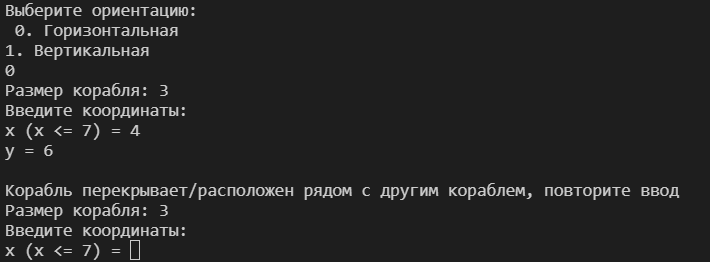 Выберите ориентацию:
 0. Горизонтальная
1. Вертикальная
0
Размер корабля: 3
Введите координаты:
x (x <= 7) = 4
y = 6

Корабль перекрывает/расположен рядом с другим кораблем, повторите ввод
Размер корабля: 3
Введите координаты:
x (x <= 7) =